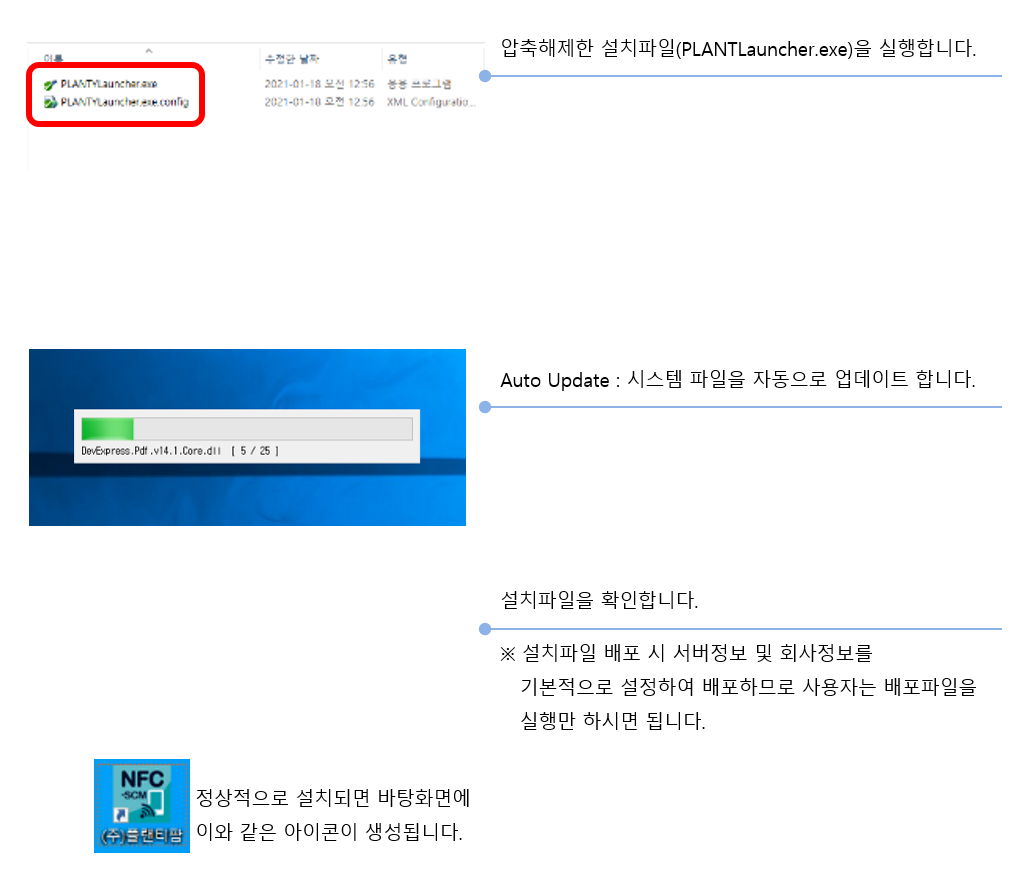 압축해제한 설치파일(PLANTLauncher.exe)을 실행합니다.
이름 수정한 날짜 유형
PLANTYLauncher.exe 2021-01-18 오전 12:56 응용 프로그램
PLANTYLauncher.exe.config 2021-01-18 오전 12:56 XML Configuratio...
Auto Update : 시스템 파일을 자동으로 업데이트 합니다.
DevExpress.Pdf.v14.1.Core.dll [ 5 / 25 ]
설치파일을 확인합니다.
※ 설치파일 배포 시 서버정보 및 회사정보를
기본적으로 설정하여 배포하므로 사용자는 배포파일을
실행만 하시면 됩니다.
NFC
-SCM
(주)플랜티팜
정상적으로 설치되면 바탕화면에
이와 같은 아이콘이 생성됩니다.